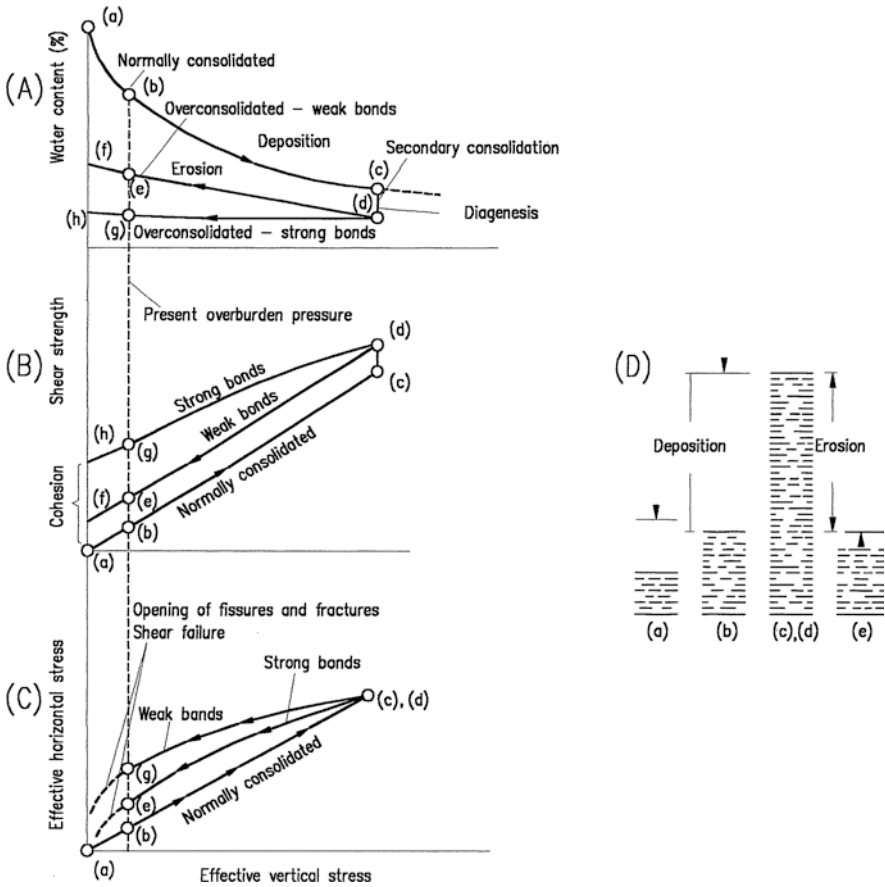 (a)
Water content (%)
(A)
Normally consolidated
(b)
Overconsolidated – weak bonds
Deposition
Secondary consolidation
(f)
Erosion
(c)
(e)
(d)
Diagenesis
(h)
(g)
Overconsolidated – strong bonds
Present overburden pressure
Shear strength
(B)
(d)
Strong bonds
(c)
Weak bonds
(h)
(g)
Normally consolidated
Cohesion
(f)
(e)
(b)
(a)
(D)
Deposition
Erosion
(a)
(b)
(c),(d)
(e)
Opening of fissures and fractures
Shear failure
Strong bonds
Effective horizontal stress
(C)
Weak bands
(c), (d)
(g)
Normally consolidated
(e)
(b)
(a)
Effective vertical stress